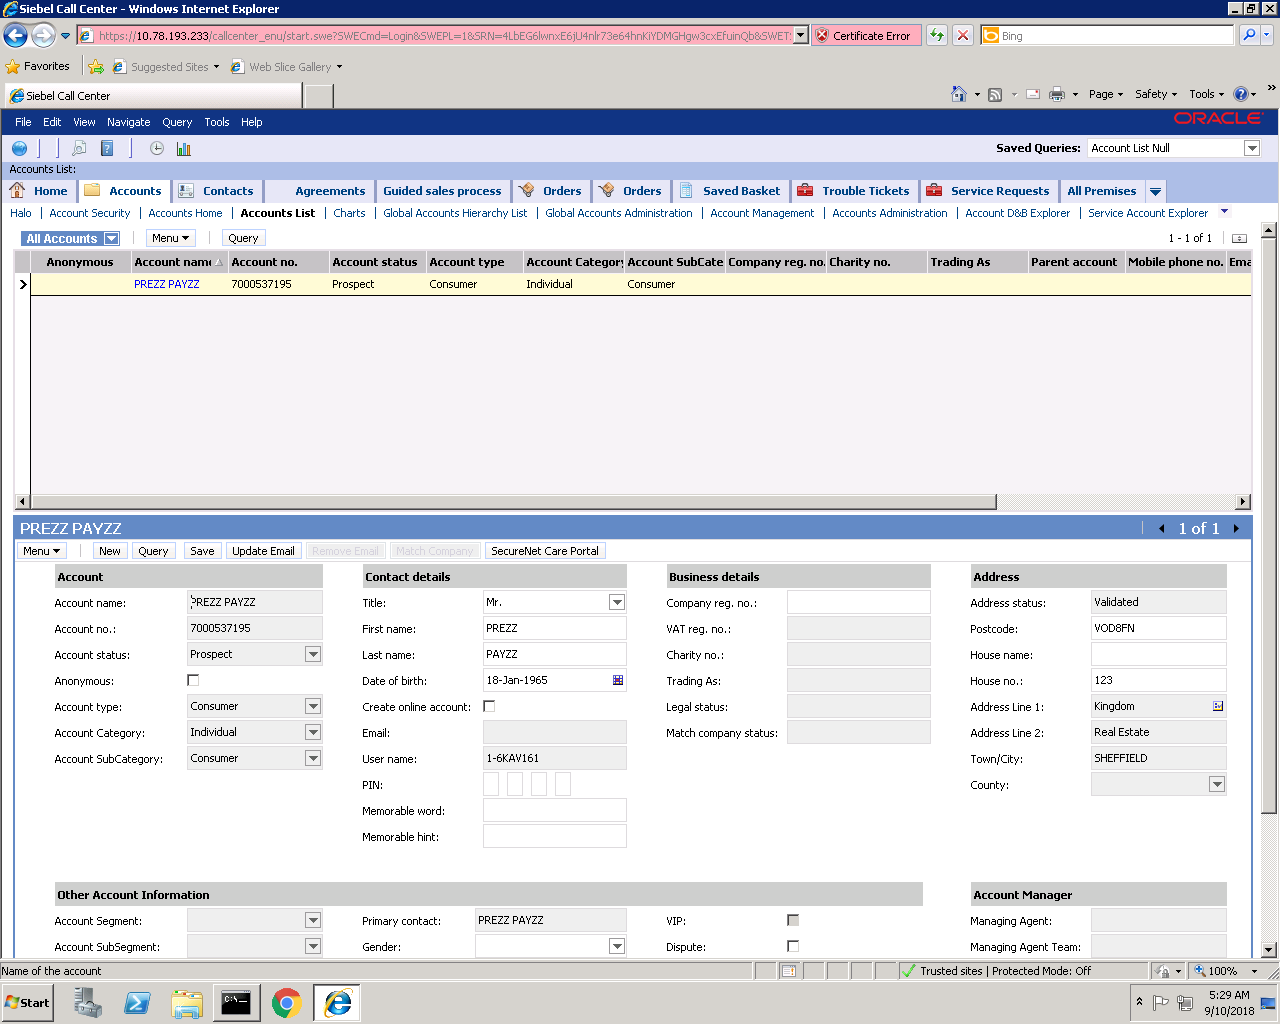 Siebel Call Center - Windows Internet Explorer
https://10.78.193.233/callcenter_enu/start.swe?SWECmd=Login&SWEPL=1&SRN=4LbEG6lwnxE6jU4nlr73e64hnKiYDMGHgw3cxEfuinQb&SWETS
Certificate Error
Bing
Favorites
Suggested Sites
Web Slice Gallery
Siebel Call Center
Page
Safety
Tools
File Edit View Navigate Query Tools Help
ORACLE
Saved Queries: Account List Null
Accounts List:
Home Accounts Contacts Agreements Guided sales process Orders Orders Saved Basket Trouble Tickets Service Requests All Premises
Halo | Account Security | Accounts Home | Accounts List | Charts | Global Accounts Hierarchy List | Global Accounts Administration | Account Management | Accounts Administration | Account D&B Explorer | Service Account Explorer
All Accounts Menu Query 1 - 1 of 1
Anonymous Account name Account no. Account status Account type Account Category Account SubCate Company reg. no. Charity no. Trading As Parent account Mobile phone no. Ema
PREZZ PAYZZ 7000537195 Prospect Consumer Individual Consumer
PREZZ PAYZZ 1 of 1
Menu New Query Save Update Email Remove Email Match Company SecureNet Care Portal
Account Contact details Business details Address
Account name: PREZZ PAYZZ Title: Mr. Company reg. no.: Address status: Validated
Account no.: 7000537195 First name: PREZZ VAT reg. no.: Postcode: VOD8FN
Account status: Prospect Last name: PAYZZ Charity no.: House name:
Anonymous: Date of birth: 18-Jan-1965 Trading As: House no.: 123
Account type: Consumer Create online account: Legal status: Address Line 1: Kingdom
Account Category: Individual Email: Match company status: Address Line 2: Real Estate
Account SubCategory: Consumer User name: 1-6KAV161 Town/City: SHEFFIELD
PIN: County:
Memorable word:
Memorable hint:
Other Account Information Account Manager
Account Segment: Primary contact: PREZZ PAYZZ VIP: Managing Agent:
Account SubSegment: Gender: Dispute: Managing Agent Team:
Name of the account Trusted sites | Protected Mode: Off 100%
Start 5:29 AM
9/10/2018